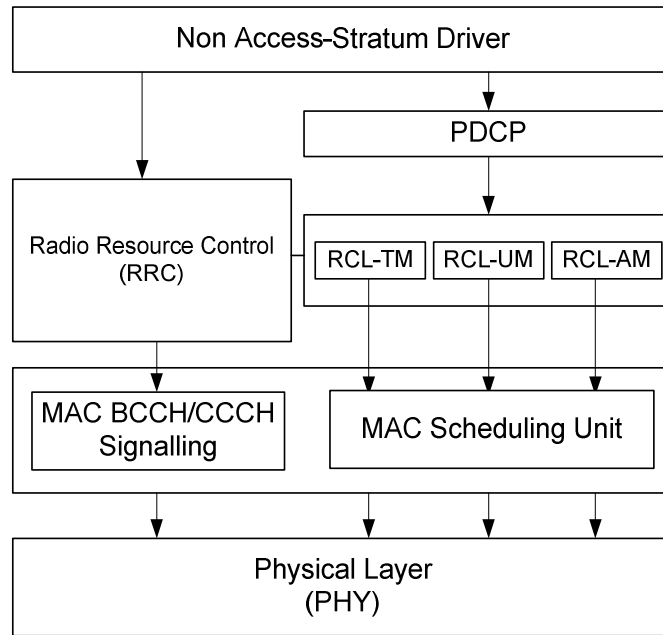 Non Access-Stratum Driver
PDCP
Radio Resource Control
(RRC)
RCL-TM
RCL-UM
RCL-AM
MAC BCCH/CCCH
Signalling
MAC Scheduling Unit
Physical Layer
(PHY)